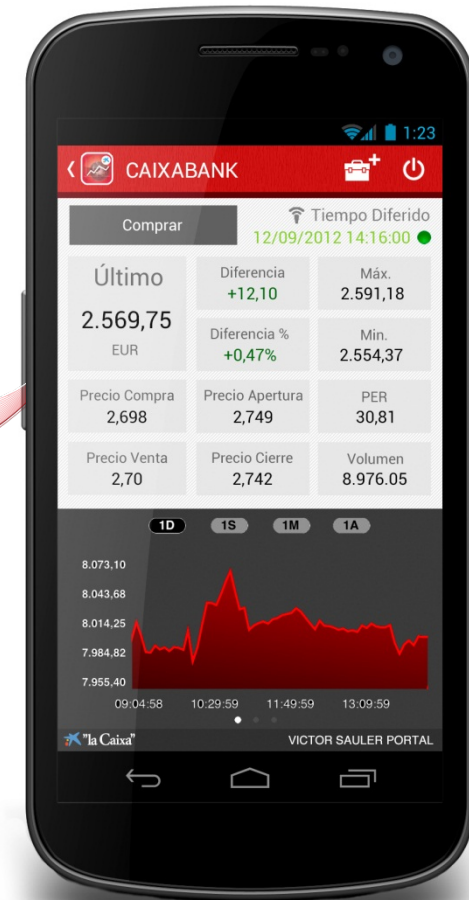 1:23
CAIXABANK
Comprar
Tiempo Diferido
12/09/2012 14:16:00
Último
2.569,75
EUR
Diferencia
+12,10
Máx.
2.591,18
Diferencia %
+0,47%
Min.
2.554,37
Precio Compra
2,698
Precio Apertura
2,749
PER
30,81
Precio Venta
2,70
Precio Cierre
2,742
Volumen
8.976.05
1D 1S 1M 1A
8.073,10
8.043,68
8.014,25
7.984,82
7.955,40
09:04:58 10:29:59 11:49:59 13:09:59
"la Caixa" VICTOR SAULER PORTAL